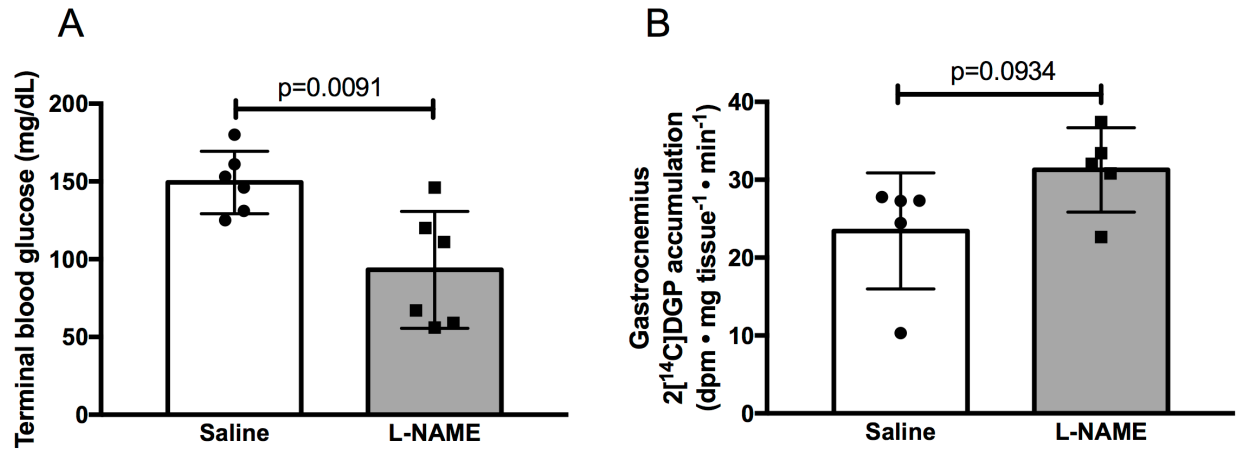 A
Terminal blood glucose (mg/dL)
200
150
100
50
0
p=0.0091
Saline
L-NAME
B
Gastrocnemius
2[¹⁴C]DGP accumulation
(dpm • mg tissue⁻¹ • min⁻¹)
40
30
20
10
0
p=0.0934
Saline
L-NAME